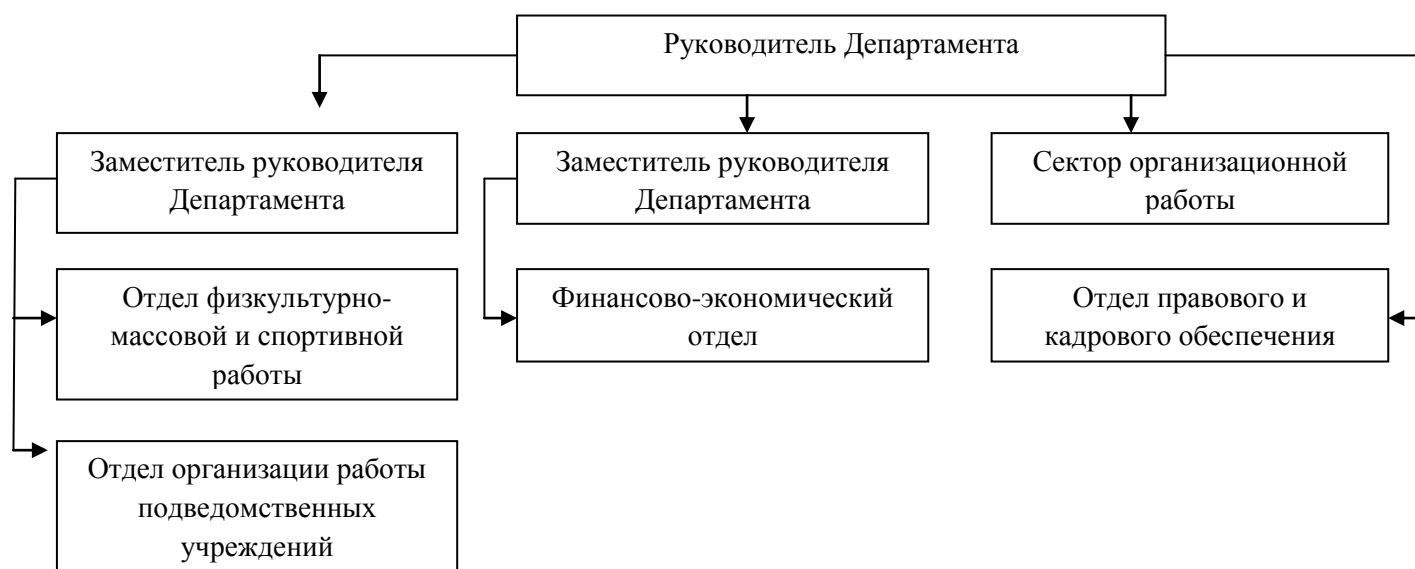 Руководитель Департамента
Заместитель руководителя
Департамента
Заместитель руководителя
Департамента
Сектор организационной
работы
Отдел физкультурно-
массовой и спортивной
работы
Финансово-экономический
отдел
Отдел правового и
кадрового обеспечения
Отдел организации работы
подведомственных
учреждений